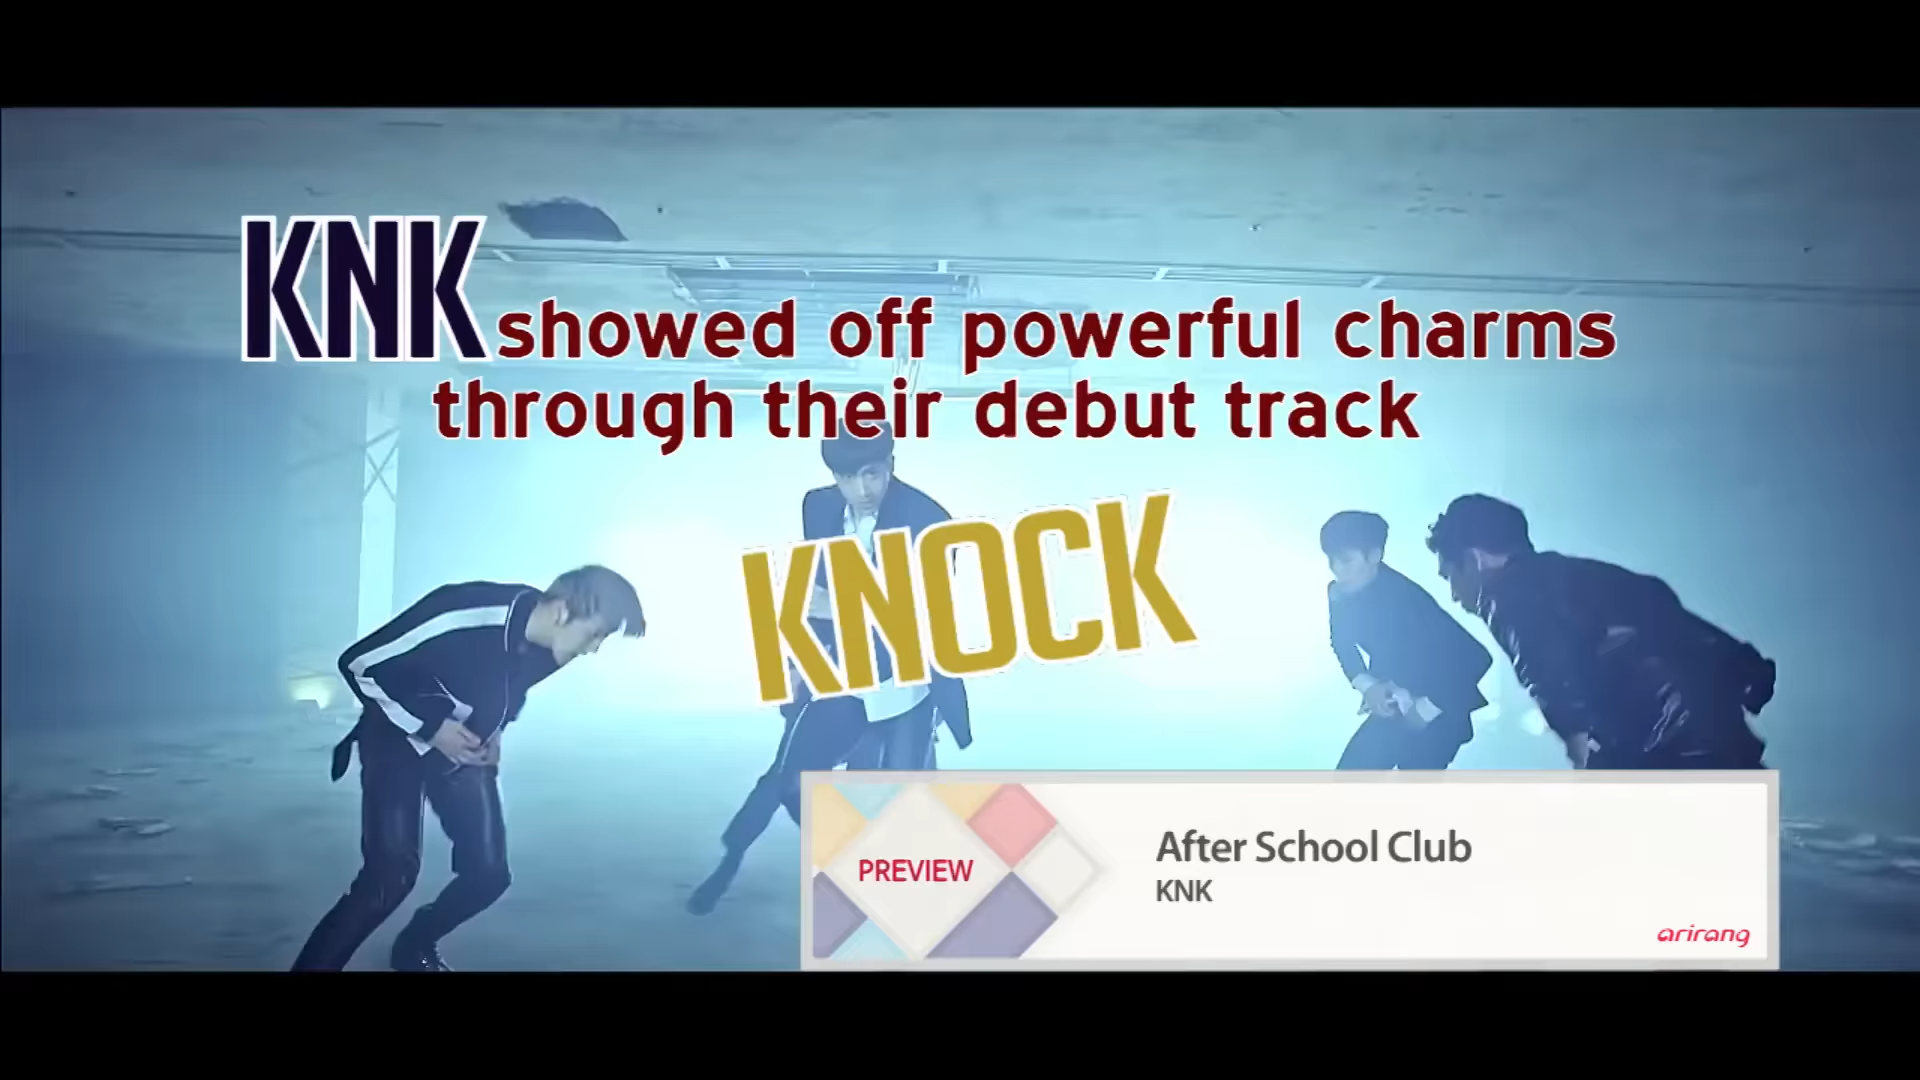 KNK showed off powerful charms
through their debut track
KNOCK
PREVIEW
After School Club
KNK
arirang